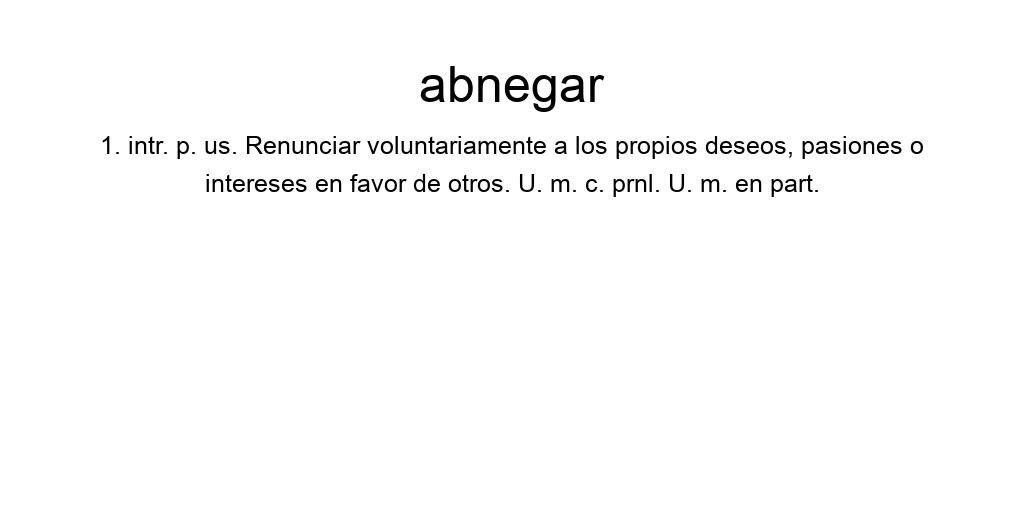 abnegar
1. intr. p. us. Renunciar voluntariamente a los propios deseos, pasiones o
intereses en favor de otros. U. m. c. prnl. U. m. en part.